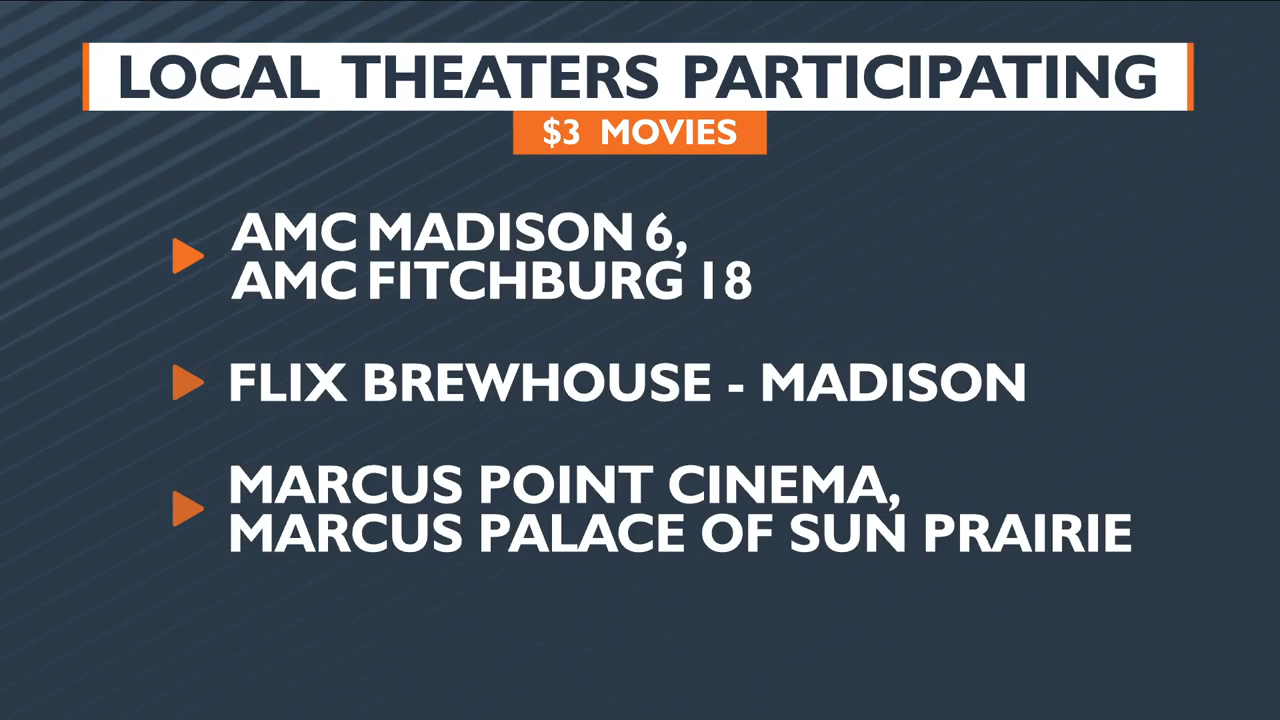 LOCAL THEATERS PARTICIPATING
$3 MOVIES
AMC MADISON 6,
AMC FITCHBURG 18
FLIX BREWHOUSE - MADISON
MARCUS POINT CINEMA,
MARCUS PALACE OF SUN PRAIRIE